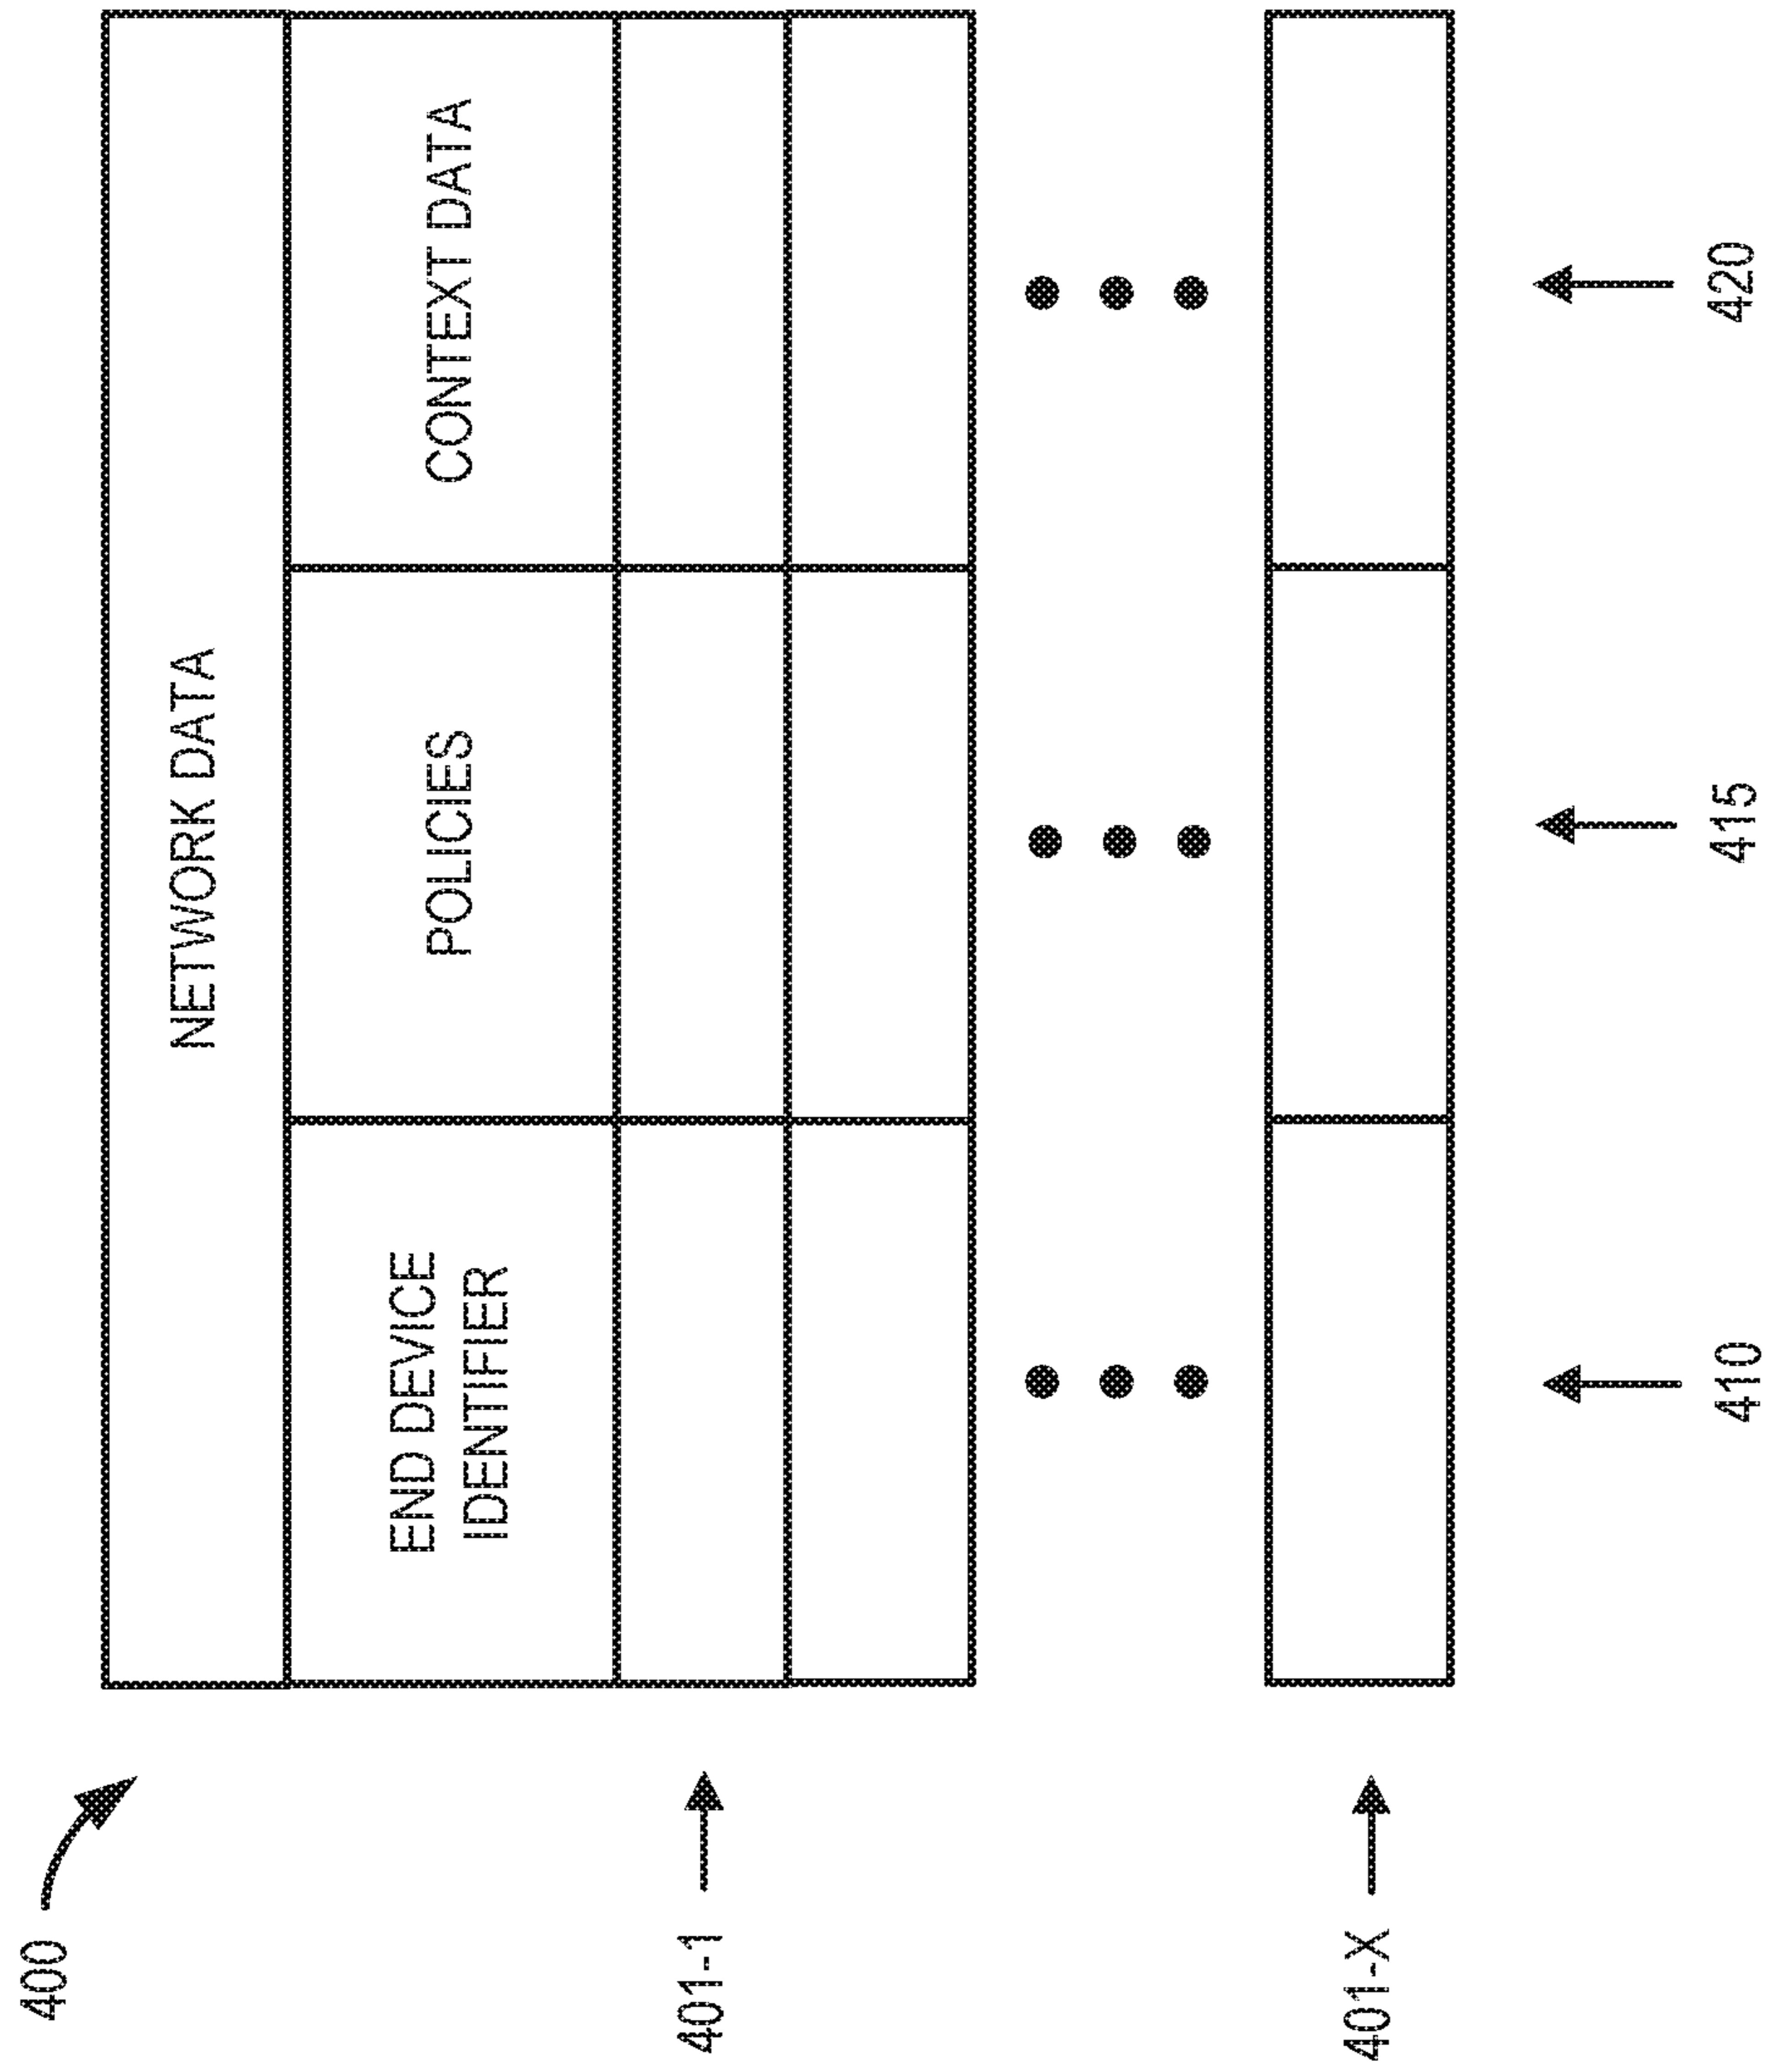 400
NETWORK DATA
END DEVICE
IDENTIFIER
POLICIES
CONTEXT DATA
401-1
401-X
410
415
420